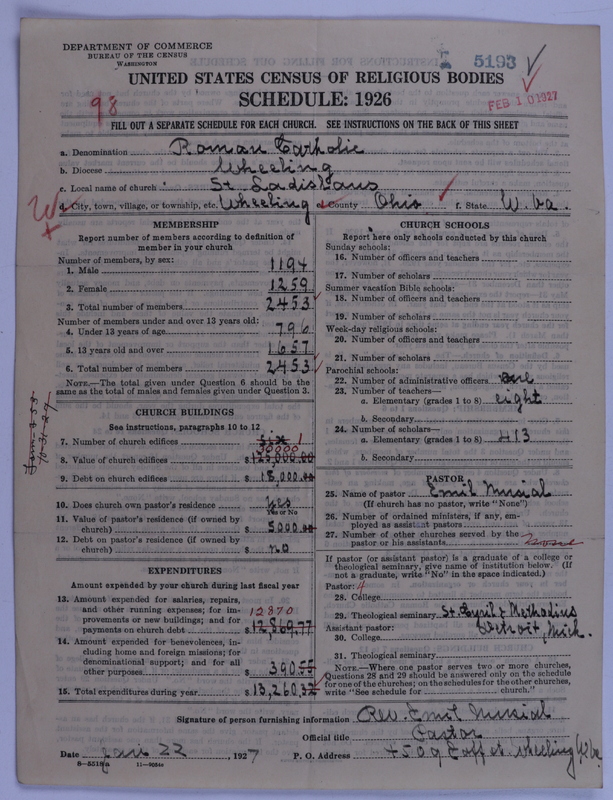 DEPARTMENT OF COMMERCE
BUREAU OF THE CENSUS
WASHINGTON
5193
UNITED STATES CENSUS OF RELIGIOUS BODIES
SCHEDULE: 1926
98
FEB 10 1927
FILL OUT A SEPARATE SCHEDULE FOR EACH CHURCH. SEE INSTRUCTIONS ON THE BACK OF THIS SHEET
a. Denomination Roman Catholic
b. Diocese Wheeling
c. Local name of church St Ladislaus
d. City, town, village, or township, etc. Wheeling e. County Ohio f. State W. Va.
MEMBERSHIP
Report number of members according to definition of
member in your church
Number of members, by sex:
1. Male 1194
2. Female 1259
3. Total number of members 2453
Number of members under and over 13 years old:
4. Under 13 years of age 796
5. 13 years old and over 1657
6. Total number of members 2453
NOTE.—The total given under Question 6 should be the
same as the total of males and females given under Question 3.
CHURCH BUILDINGS
See instructions, paragraphs 10 to 12
7. Number of church edifices 1
8. Value of church edifices $125,000.00
9. Debt on church edifices $18,000.00
10. Does church own pastor's residence yes
Yes or No
11. Value of pastor's residence (if owned by
church) $5000.00
12. Debt on pastor's residence (if owned by
church) $ no
EXPENDITURES
Amount expended by church during last fiscal year
13. Amount expended for salaries, repairs,
and other running expenses; for im-
provements or new buildings; and for 12870
payments on church debt $12,869.77
14. Amount expended for benevolences, in-
cluding home and foreign missions; for
denominational support; and for all
other purposes $390.55
15. Total expenditures during year $13,260.32
CHURCH SCHOOLS
Report here only schools conducted by this church
Sunday schools:
16. Number of officers and teachers
17. Number of scholars
Summer vacation Bible schools:
18. Number of officers and teachers
19. Number of scholars
Week-day religious schools:
20. Number of officers and teachers
21. Number of scholars
Parochial schools:
22. Number of administrative officers one
23. Number of teachers—
a. Elementary (grades 1 to 8) eight
b. Secondary
24. Number of scholars—
a. Elementary (grades 1 to 8) 413
b. Secondary
PASTOR
25. Name of pastor Emil Musial
(If church has no pastor, write "None")
26. Number of ordained ministers, if any, em-
ployed as assistant pastors
27. Number of other churches served by the
pastor or his assistants None
If pastor (or assistant pastor) is a graduate of a college or
theological seminary, give name of institution below. (If
not a graduate, write "No" in the space indicated.)
Pastor:
28. College
29. Theological seminary St Cyril & Methodius
Assistant pastor: Detroit, Mich.
30. College
31. Theological seminary
NOTE.—Where one pastor serves two or more churches,
Questions 28 and 29 should be answered only on the schedule
for one of the churches; on the schedules for the other churches,
write "See schedule for church."
Signature of person furnishing information Rev. Emil Musial
Official title Pastor
Date Jan 22, 1927 P. O. Address 4509 Eoff st. Wheeling W Va
8—5518a 11—9034e